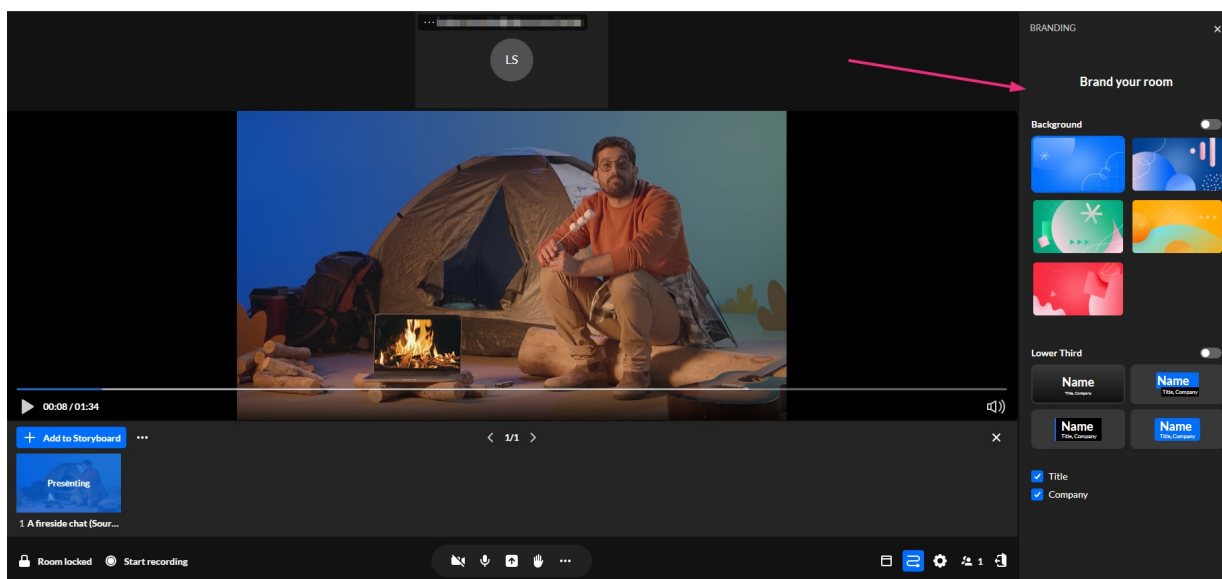 LS
BRANDING
Brand your room
Background
00:08 / 01:34
Lower Third
Name
Title, Company
Name
Title, Company
Name
Title, Company
Name
Title, Company
+ Add to Storyboard ...
< 1/1 >
Presenting
1 A fireside chat (Sour...
Title
Company
Room locked
Start recording
1